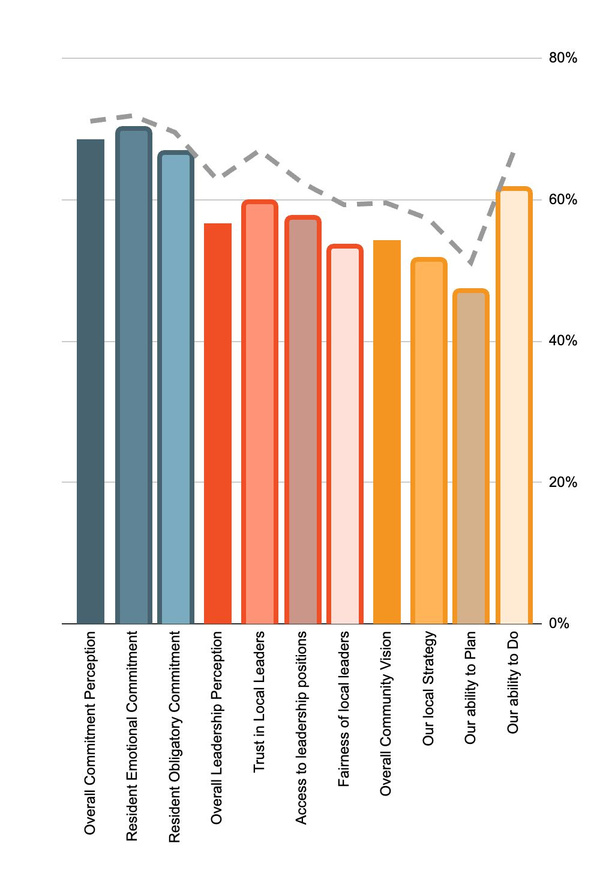 80%
60%
40%
20%
0%
Overall Commitment Perception
Resident Emotional Commitment
Resident Obligatory Commitment
Overall Leadership Perception
Trust in Local Leaders
Access to leadership positions
Fairness of local leaders
Overall Community Vision
Our local Strategy
Our ability to Plan
Our ability to Do